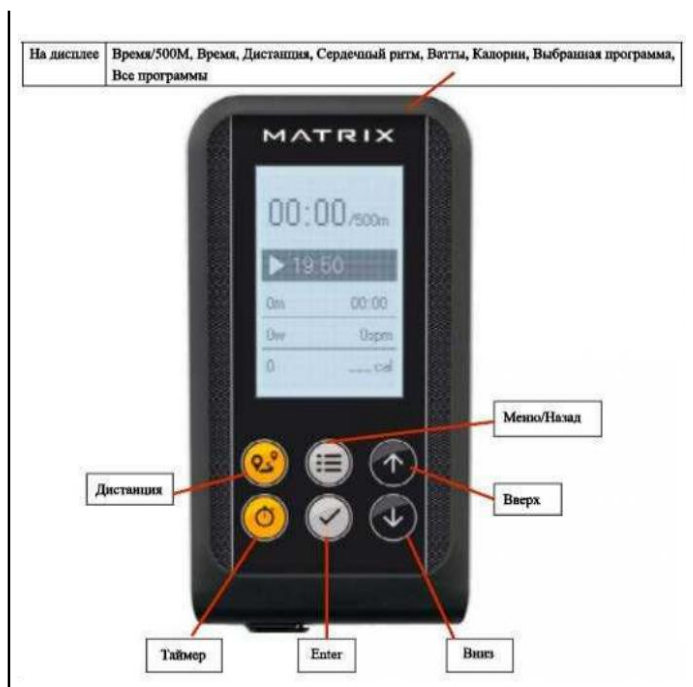 На дисплее Время/500М, Время, Дистанция, Сердечный ритм, Ватты, Калории, Выбранная программа,
Все программы
MATRIX
00:00 /500m
19:50
0m 00:00
0w 0spm
0 ___ cal
Меню/Назад
Дистанция
Вверх
Таймер
Enter
Вниз